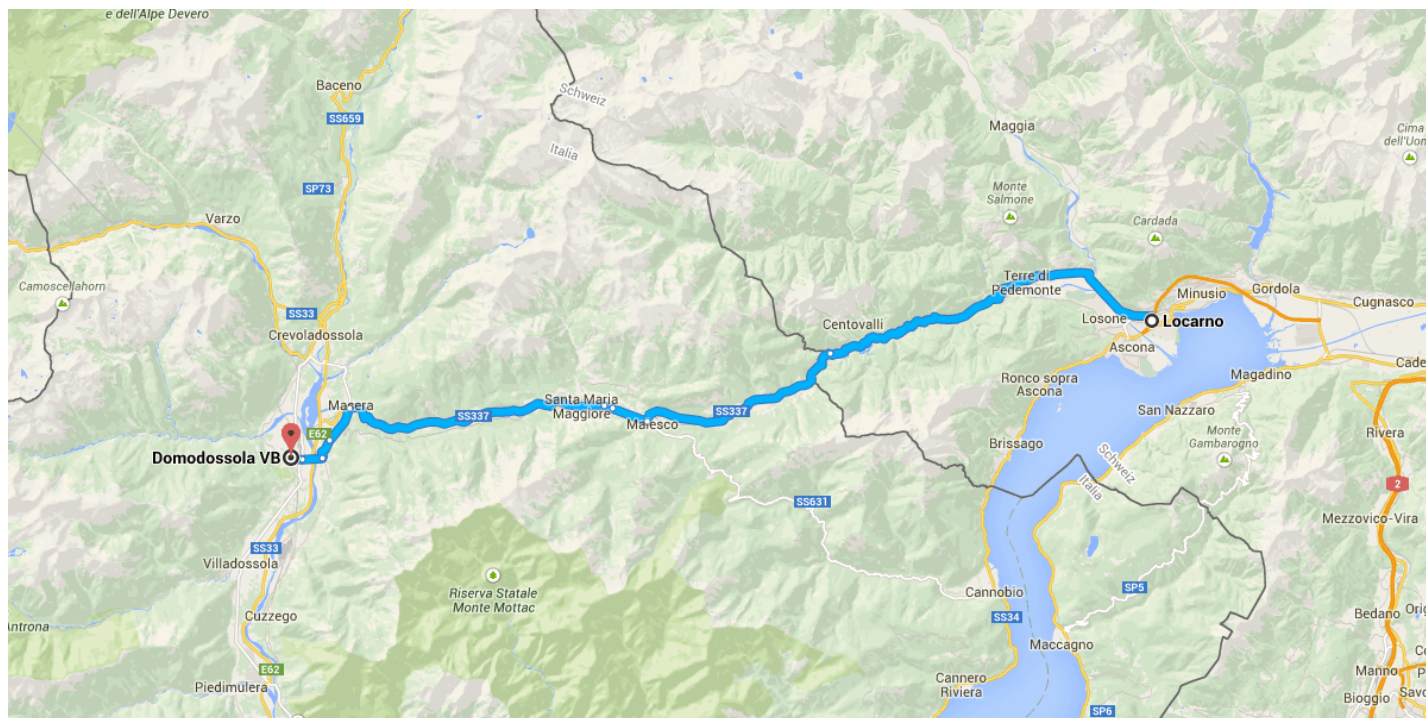 e dell'Alpe Devero
Baceno
SS659
Schweiz
Italia
Maggia
Cima
dell'Uom
SP73
Monte
Salmone
Cardada
Varzo
Camoscellahorn
Terre di
Pedemonte
Minusio
Gordola
Cugnasco
SS33
Crevoladossola
Centovalli
Losone
Locarno
Ascona
Cade
Ronco sopra
Ascona
Magadino
Masera
SS337
Santa Maria
Maggiore
Malesco
SS337
San Nazzaro
Monte
Gambarogno
Rivera
E62
Brissago
Domodossola VB
Schweiz
Italia
2
SS631
Mezzovico-Vira
SS33
Villadossola
Riserva Statale
Monte Mottac
Cannobio
SP5
SS34
Cuzzego
Bedano
Orig
Antrona
Maccagno
E62
Piedimulera
Cannero
Riviera
Manno
Bioggio
Savo
SP6